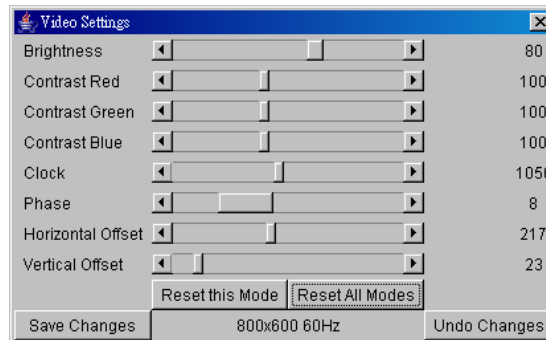 Video Settings
Brightness 80
Contrast Red 100
Contrast Green 100
Contrast Blue 100
Clock
Phase 8
Horizontal Offset 217
Vertical Offset 23
Reset this Mode Reset All Modes
Save Changes 800x600 60Hz Undo Changes